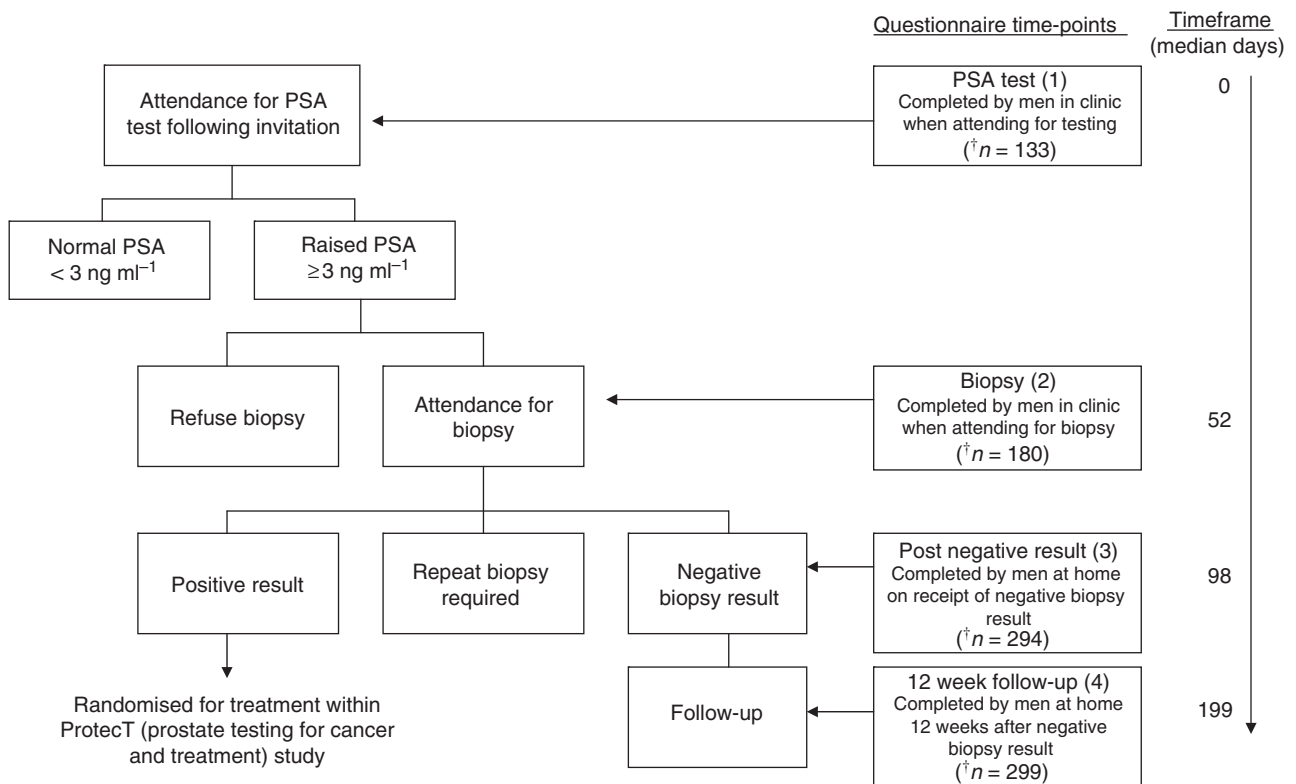 Questionnaire time-points
Timeframe
(median days)
Attendance for PSA
test following invitation
PSA test (1)
Completed by men in clinic
when attending for testing
(†n = 133)
0
Normal PSA
< 3 ng ml⁻¹
Raised PSA
≥3 ng ml⁻¹
Refuse biopsy
Attendance for
biopsy
Biopsy (2)
Completed by men in clinic
when attending for biopsy
(†n = 180)
52
Positive result
Repeat biopsy
required
Negative
biopsy result
Post negative result (3)
Completed by men at home
on receipt of negative biopsy
result
(†n = 294)
98
Randomised for treatment within
ProtecT (prostate testing for cancer
and treatment) study
Follow-up
12 week follow-up (4)
Completed by men at home
12 weeks after negative
biopsy result
(†n = 299)
199